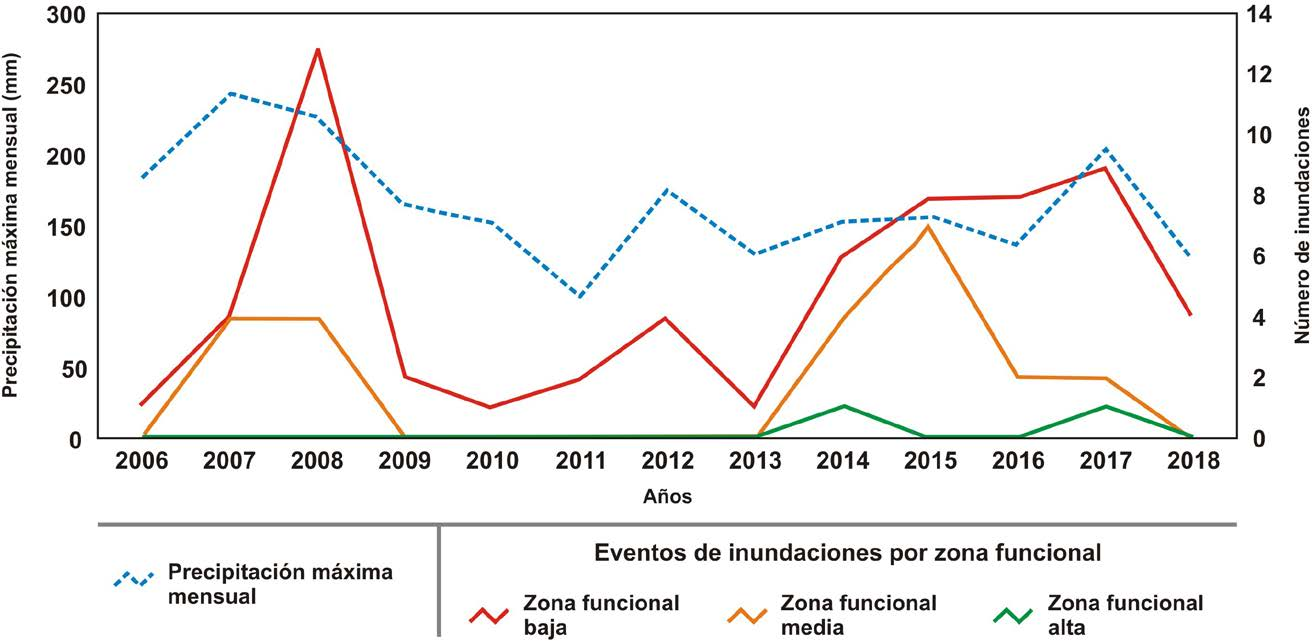 Precipitación máxima mensual (mm)
300
250
200
150
100
50
0
14
12
10
8
6
4
2
0
Número de inundaciones
2006 2007 2008 2009 2010 2011 2012 2013 2014 2015 2016 2017 2018
Años
Precipitación máxima
mensual
Eventos de inundaciones por zona funcional
Zona funcional
baja
Zona funcional
media
Zona funcional
alta